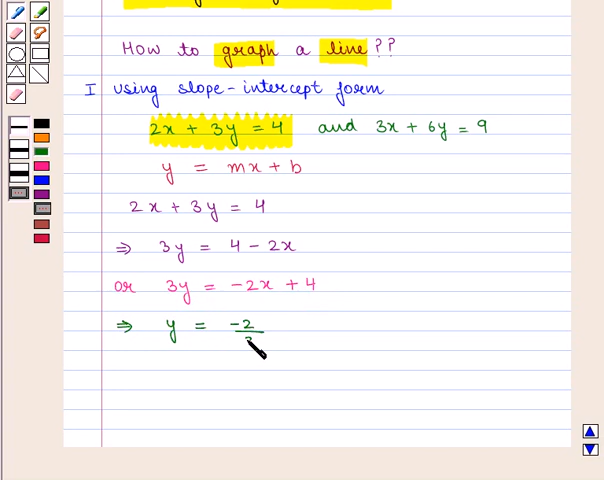 How to graph a line ??
I using slope-intercept form
2x + 3y = 4 and 3x + 6y = 9
y = mx + b
2x + 3y = 4
⇒ 3y = 4 - 2x
or 3y = -2x + 4
⇒ y = -2/